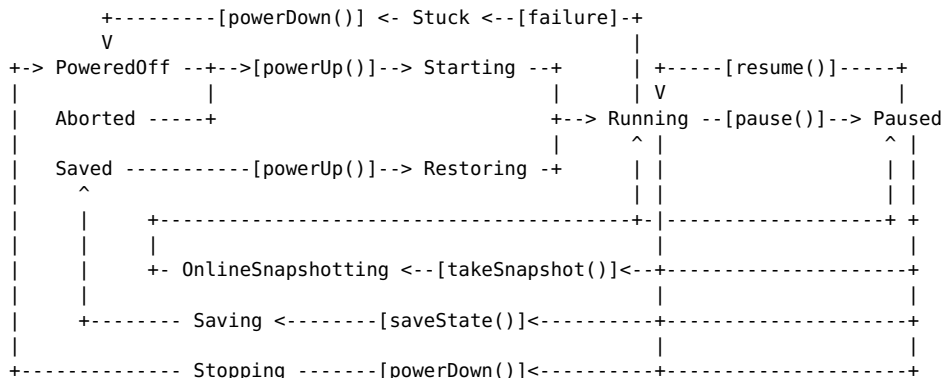 +---------[powerDown()] <- Stuck <--[failure]-+
V |
+-> PoweredOff --+-->[powerUp()]--> Starting --+ | +-----[resume()]-----+
| | | | V |
| Aborted -----+ +--> Running --[pause()]--> Paused
| | ^ | ^ |
| Saved -----------[powerUp()]--> Restoring -+ | | | |
| ^ | | | |
| | +-----------------------------------------+-|-------------------+ +
| | | | |
| | +- OnlineSnapshotting <--[takeSnapshot()]<--+---------------------+
| | | |
| +-------- Saving <--------[saveState()]<----------+---------------------+
| | |
+-------------- Stopping -------[powerDown()]<----------+---------------------+